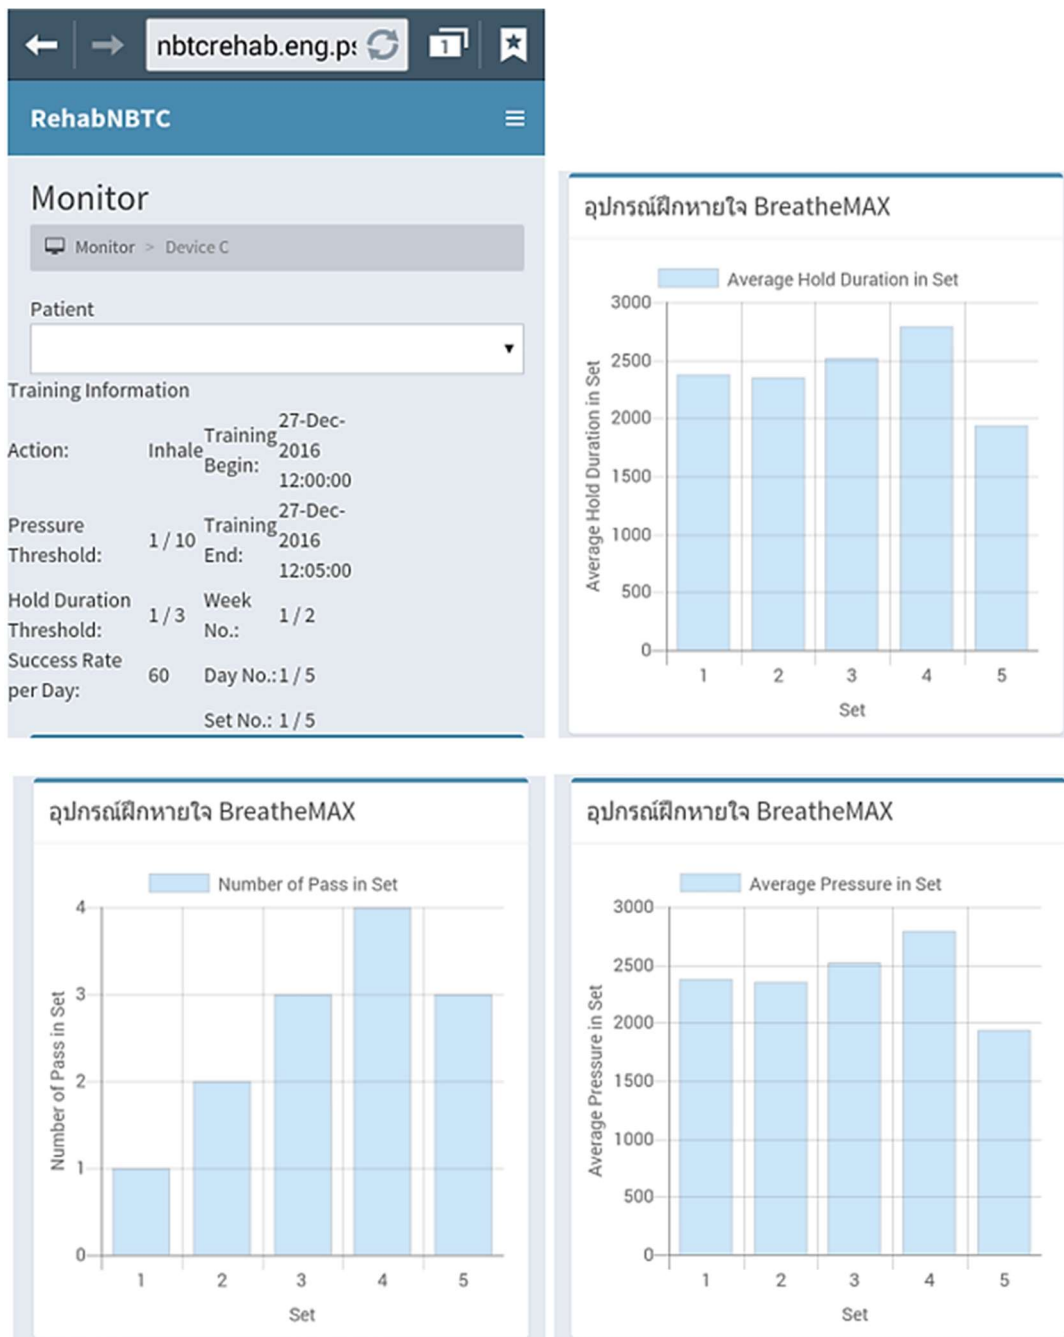 nbtcrehab.eng.ps
1
RehabNBTC
Monitor
Monitor > Device C
Patient
Training Information
Action: Inhale Training Begin: 27-Dec-2016 12:00:00
Pressure Threshold: 1 / 10 Training End: 27-Dec-2016 12:05:00
Hold Duration Threshold: 1 / 3 Week No.: 1 / 2
Success Rate per Day: 60 Day No.: 1 / 5
Set No.: 1 / 5
อุปกรณ์ฝึกหายใจ BreatheMAX
Average Hold Duration in Set
Average Hold Duration in Set
3000
2500
2000
1500
1000
500
0
1 2 3 4 5
Set
อุปกรณ์ฝึกหายใจ BreatheMAX
Number of Pass in Set
Number of Pass in Set
4
3
2
1
0
1 2 3 4 5
Set
อุปกรณ์ฝึกหายใจ BreatheMAX
Average Pressure in Set
Average Pressure in Set
3000
2500
2000
1500
1000
500
0
1 2 3 4 5
Set